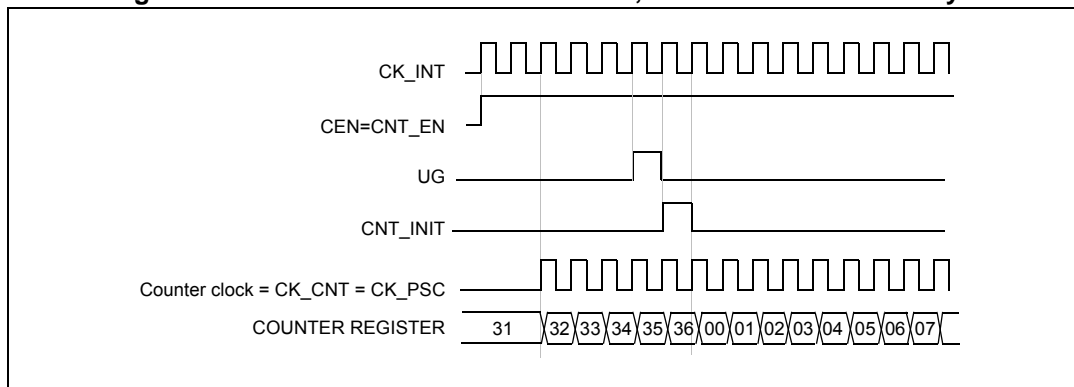 CK_INT
CEN=CNT_EN
UG
CNT_INIT
Counter clock = CK_CNT = CK_PSC
COUNTER REGISTER 31 32 33 34 35 36 00 01 02 03 04 05 06 07